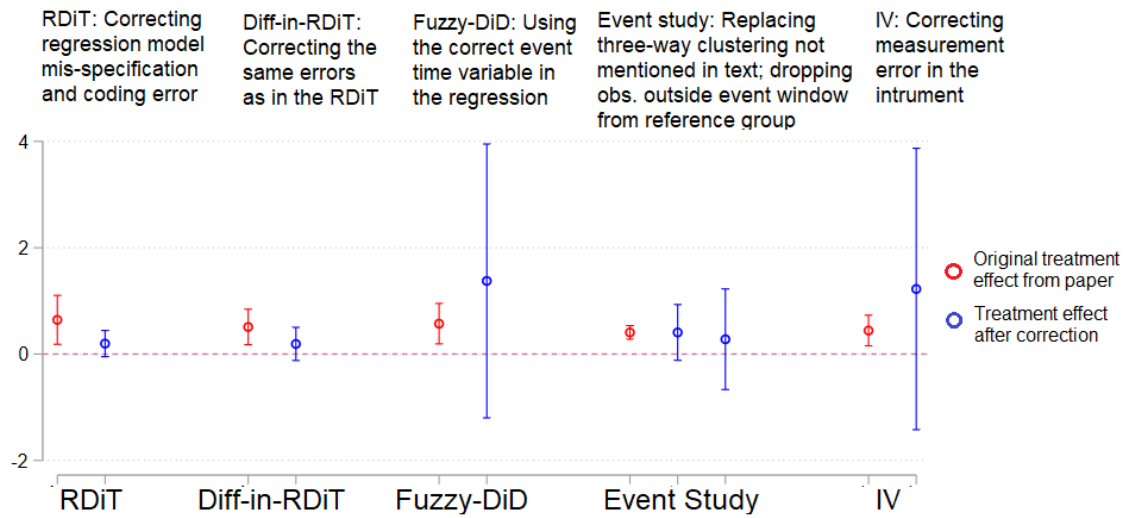 RDiT: Correcting
regression model
mis-specification
and coding error
Diff-in-RDiT:
Correcting the
same errors
as in the RDiT
Fuzzy-DiD: Using
the correct event
time variable in
the regression
Event study: Replacing
three-way clustering not
mentioned in text; dropping
obs. outside event window
from reference group
IV: Correcting
measurement
error in the
intrument
4
2
0
-2
Original treatment
effect from paper
Treatment effect
after correction
RDiT
Diff-in-RDiT
Fuzzy-DiD
Event Study
IV